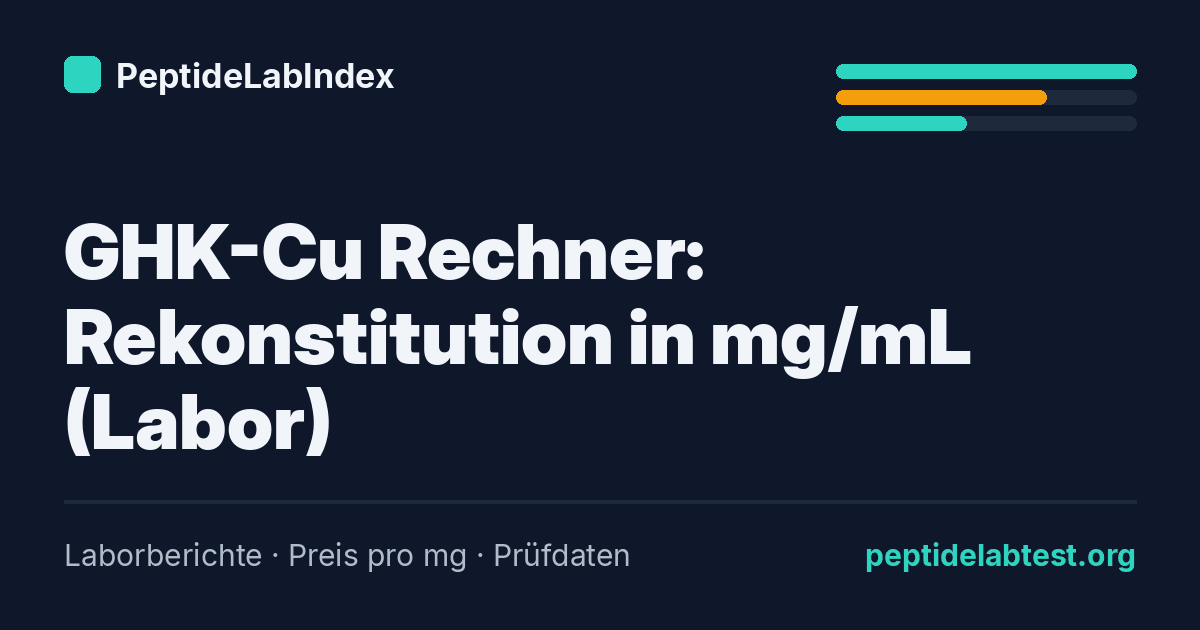 PeptideLabIndex
GHK-Cu Rechner:
Rekonstitution in mg/mL
(Labor)
Laborberichte · Preis pro mg · Prüfdaten
peptidelabtest.org